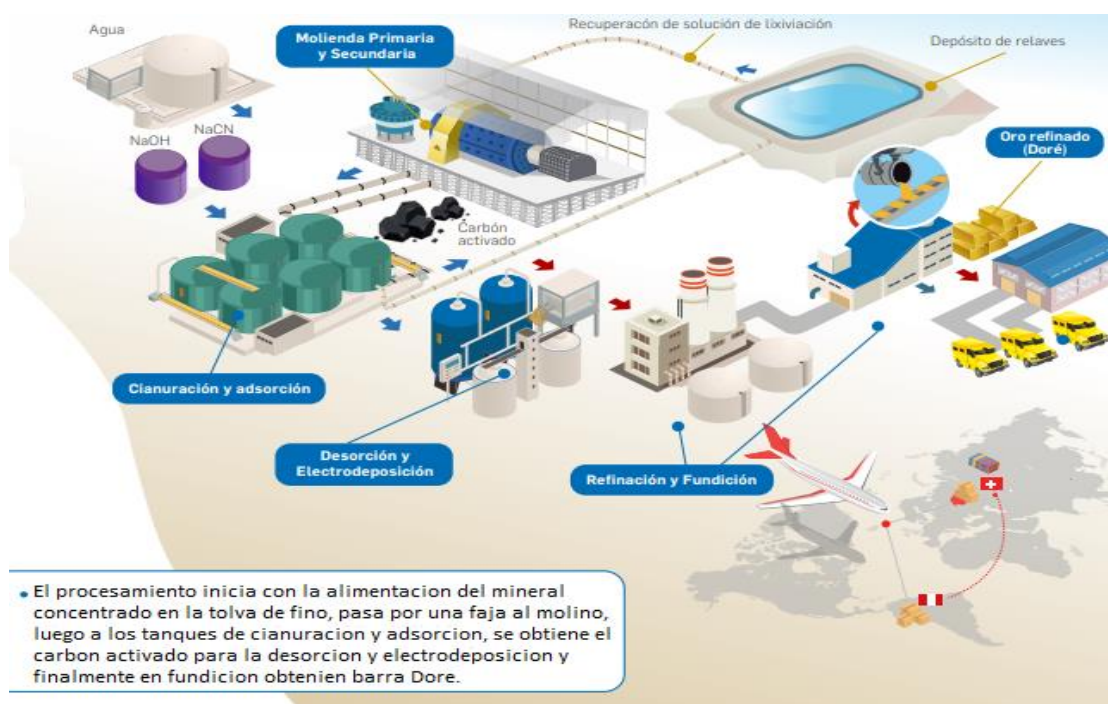 Agua
Molienda Primaria
y Secundaria
Recuperacón de solución de lixiviación
Depósito de relaves
NaOH
NaCN
Oro refinado
(Doré)
Carbón
activado
Cianuración y adsorción
Desorción y
Electrodeposición
Refinación y Fundición
• El procesamiento inicia con la alimentacion del mineral
concentrado en la tolva de fino, pasa por una faja al molino,
luego a los tanques de cianuracion y adsorcion, se obtiene el
carbon activado para la desorcion y electrodeposicion y
finalmente en fundicion obtenien barra Dore.